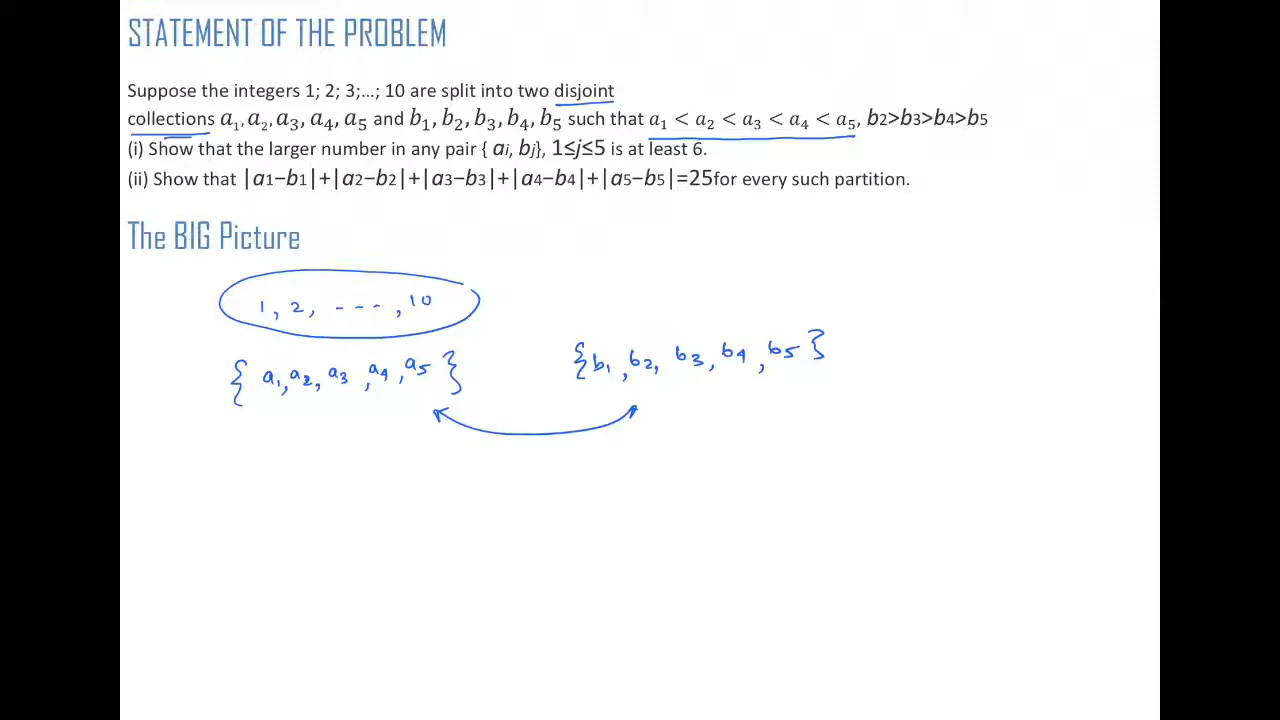 STATEMENT OF THE PROBLEM
Suppose the integers 1; 2; 3;...; 10 are split into two disjoint
collections a1, a2, a3, a4, a5 and b1, b2, b3, b4, b5 such that a1 < a2 < a3 < a4 < a5, b2>b3>b4>b5
(i) Show that the larger number in any pair { ai, bj}, 1≤j≤5 is at least 6.
(ii) Show that |a1−b1|+|a2−b2|+|a3−b3|+|a4−b4|+|a5−b5|=25for every such partition.
The BIG Picture
1, 2, - - - , 10
{ a1, a2, a3, a4, a5 } { b1, b2, b3, b4, b5 }